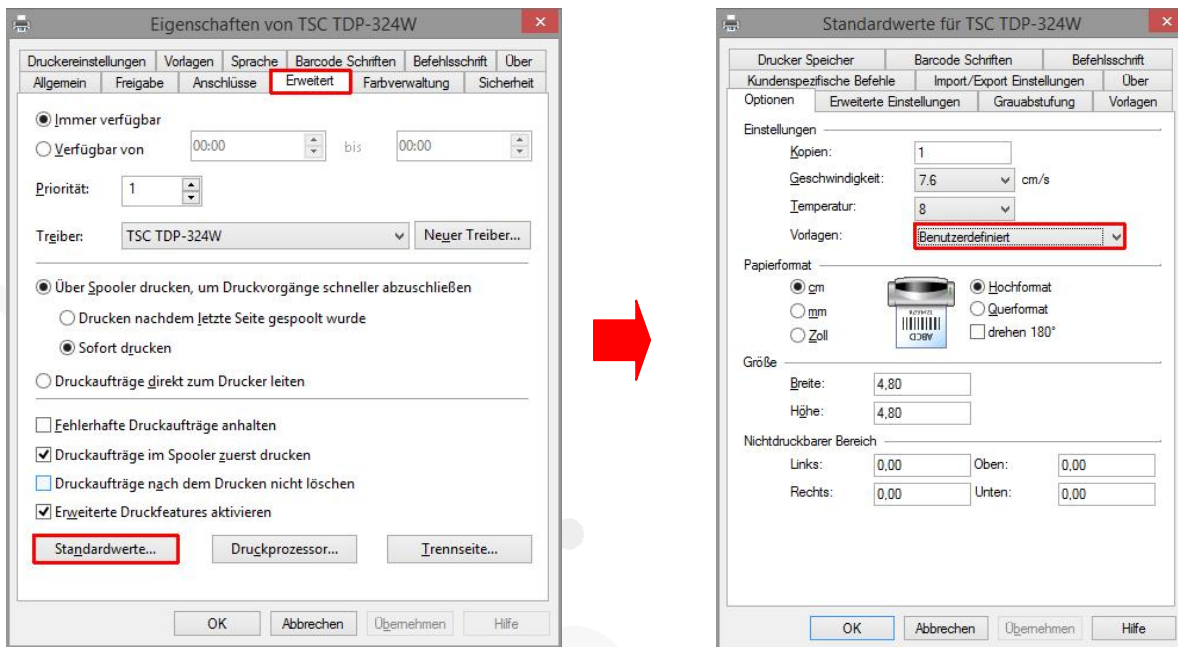 Eigenschaften von TSC TDP-324W
Druckereinstellungen Vorlagen Sprache Barcode Schriften Befehlsschrift Über
Allgemein Freigabe Anschlüsse Erweitert Farbverwaltung Sicherheit
Immer verfügbar
Verfügbar von 00:00 bis 00:00
Priorität: 1
Treiber: TSC TDP-324W Neuer Treiber...
Über Spooler drucken, um Druckvorgänge schneller abzuschließen
Drucken nachdem letzte Seite gespoolt wurde
Sofort drucken
Druckaufträge direkt zum Drucker leiten
Fehlerhafte Druckaufträge anhalten
Druckaufträge im Spooler zuerst drucken
Druckaufträge nach dem Drucken nicht löschen
Erweiterte Druckfeatures aktivieren
Standardwerte... Druckprozessor... Trennseite...
OK Abbrechen Übernehmen Hilfe
Standardwerte für TSC TDP-324W
Drucker Speicher Barcode Schriften Befehlsschrift
Kundenspezifische Befehle Import/Export Einstellungen Über
Optionen Erweiterte Einstellungen Grauabstufung Vorlagen
Einstellungen
Kopien: 1
Geschwindigkeit: 7.6 cm/s
Temperatur: 8
Vorlagen: Benutzerdefiniert
Papierformat
cm Hochformat
mm Querformat
Zoll ABCD drehen 180°
Größe
Breite: 4,80
Höhe: 4,80
Nichtdruckbarer Bereich
Links: 0,00 Oben: 0,00
Rechts: 0,00 Unten: 0,00
OK Abbrechen Übernehmen Hilfe